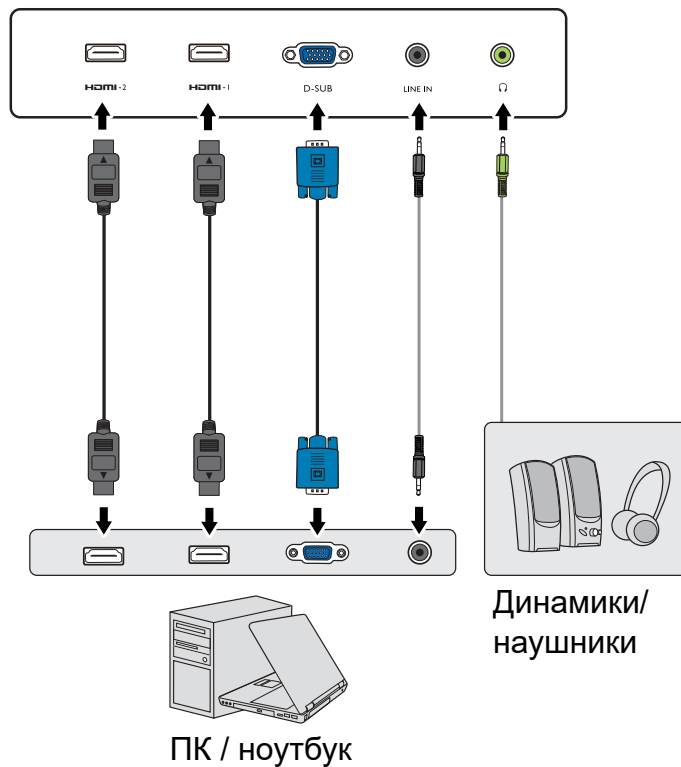 HDMI-2 HDMI-1 D-SUB LINE IN
Динамики/
наушники
ПК / ноутбук